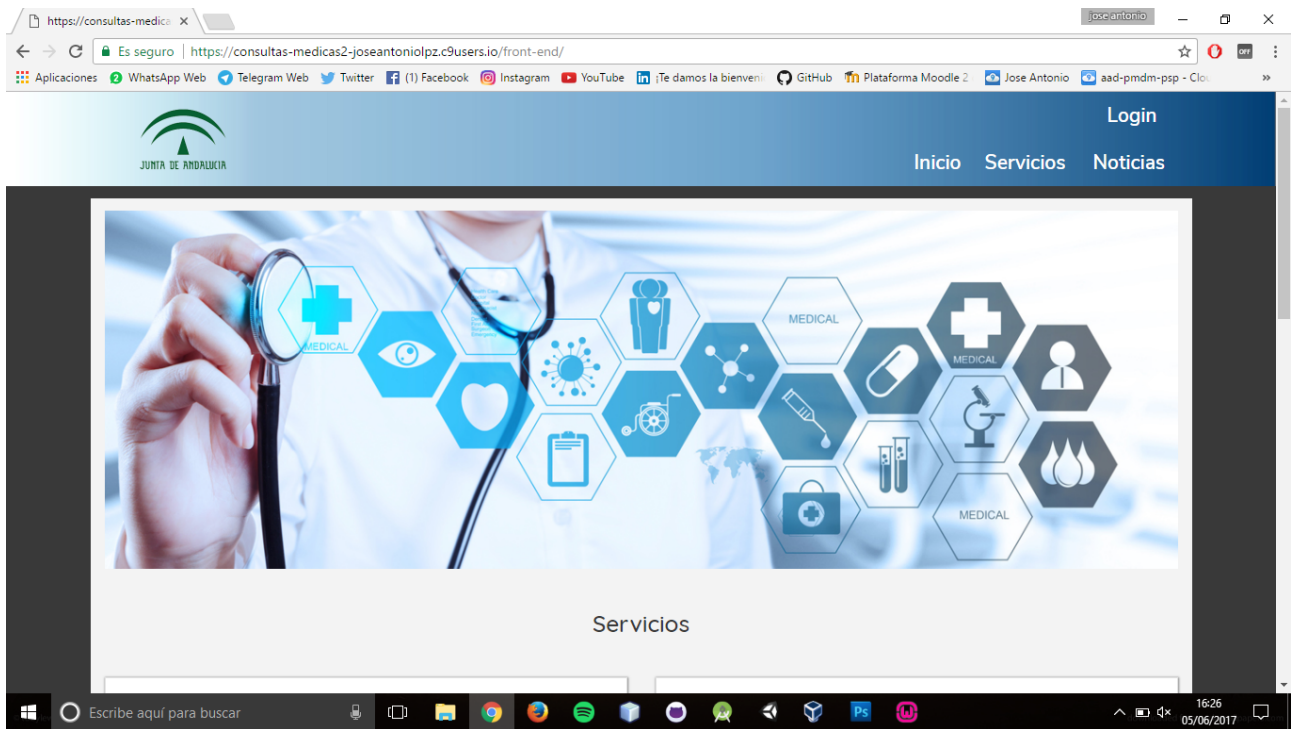 https://consultas-medica
jose antonio
Es seguro
https://consultas-medicas2-joseantoniolpz.c9users.io/front-end/
OFF
Aplicaciones
WhatsApp Web
Telegram Web
Twitter
(1) Facebook
Instagram
YouTube
¡Te damos la bienveni
GitHub
Plataforma Moodle 2
Jose Antonio
aad-pmdm-psp - Clou
JUNTA DE ANDALUCIA
Login
Inicio Servicios Noticias
MEDICAL
MEDICAL
MEDICAL
MEDICAL
Servicios
Escribe aquí para buscar
Ps
16:26
05/06/2017